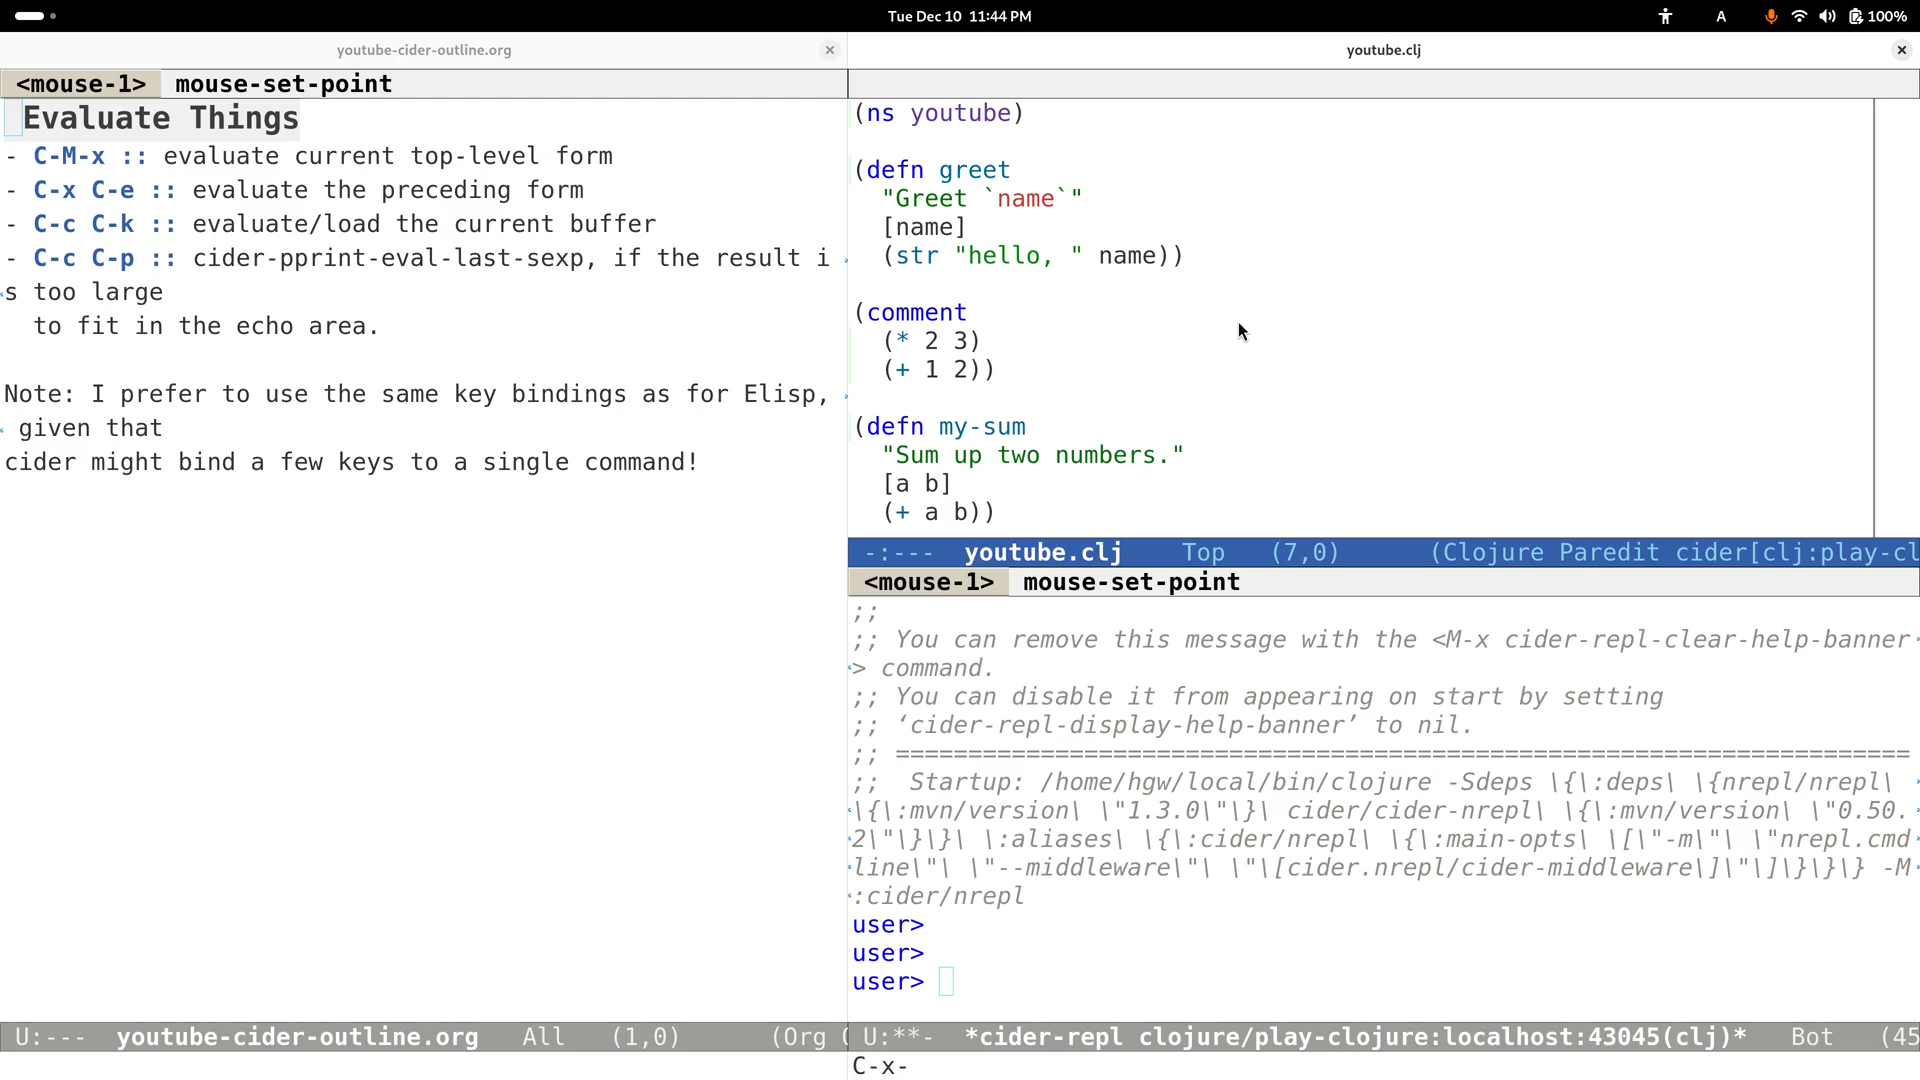 Tue Dec 10 11:44 PM
A
100%
youtube-cider-outline.org
<mouse-1> mouse-set-point
Evaluate Things
- C-M-x :: evaluate current top-level form
- C-x C-e :: evaluate the preceding form
- C-c C-k :: evaluate/load the current buffer
- C-c C-p :: cider-pprint-eval-last-sexp, if the result i
s too large
to fit in the echo area.
Note: I prefer to use the same key bindings as for Elisp,
given that
cider might bind a few keys to a single command!
U:--- youtube-cider-outline.org All (1,0) (Org
youtube.clj
(ns youtube)
(defn greet
"Greet `name`"
[name]
(str "hello, " name))
(comment
(* 2 3)
(+ 1 2))
(defn my-sum
"Sum up two numbers."
[a b]
(+ a b))
-:--- youtube.clj Top (7,0) (Clojure Paredit cider[clj:play-cl
<mouse-1> mouse-set-point
;;
;; You can remove this message with the <M-x cider-repl-clear-help-banner
> command.
;; You can disable it from appearing on start by setting
;; ‘cider-repl-display-help-banner’ to nil.
;; ======================================================================
;;  Startup: /home/hgw/local/bin/clojure -Sdeps \{\:deps\ \{nrepl/nrepl\
\{\:mvn/version\ \"1.3.0\"\}\ cider/cider-nrepl\ \{\:mvn/version\ \"0.50.
2\"\}\}\ \:aliases\ \{\:cider/nrepl\ \{\:main-opts\ \[\"-m\"\ \"nrepl.cmd
line\"\ \"--middleware\"\ \"\[cider.nrepl/cider-middleware\]\"\]\}\}\} -M
:cider/nrepl
user>
user>
user>
U:**- *cider-repl clojure/play-clojure:localhost:43045(clj)* Bot (45
C-x-